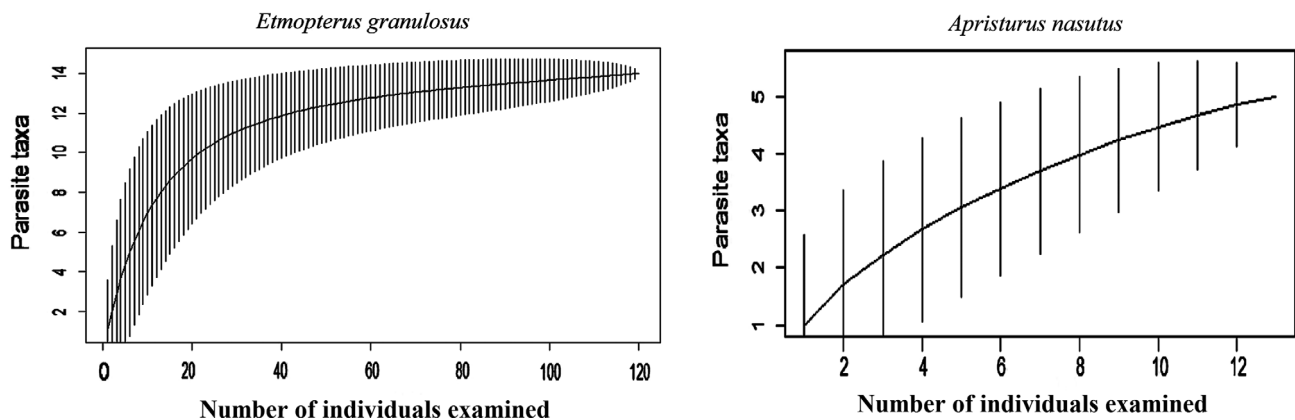 Etmopterus granulosus
Parasite taxa
14
12
10
8
6
4
2
0 20 40 60 80 100 120
Number of individuals examined
Apristurus nasutus
Parasite taxa
5
4
3
2
1
2 4 6 8 10 12
Number of individuals examined